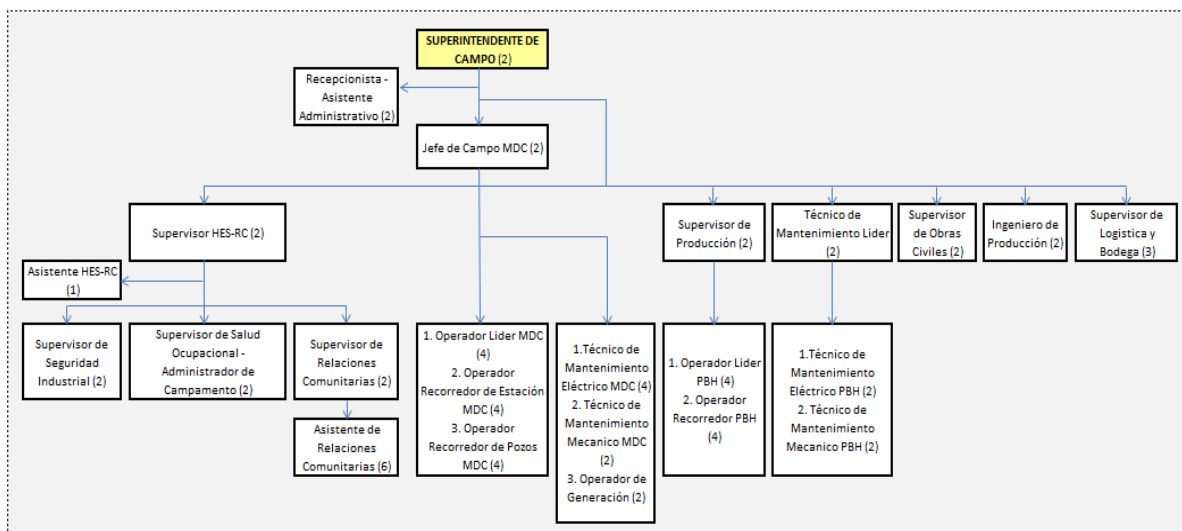 SUPERINTENDENTE DE
CAMPO (2)
Recepcionista -
Asistente
Administrativo (2)
Jefe de Campo MDC (2)
Supervisor HES-RC (2)
Supervisor de
Producción (2)
Técnico de
Mantenimiento Lider
(2)
Supervisor
de Obras
Civiles (2)
Ingeniero de
Producción (2)
Supervisor de
Logistica y
Bodega (3)
Asistente HES-RC
(1)
Supervisor de
Seguridad
Industrial (2)
Supervisor de Salud
Ocupacional -
Administrador de
Campamento (2)
Supervisor de
Relaciones
Comunitarias (2)
Asistente de
Relaciones
Comunitarias (6)
1. Operador Lider MDC
(4)
2. Operador
Recorredor de Estación
MDC (4)
3. Operador
Recorredor de Pozos
MDC (4)
1.Técnico de
Mantenimiento
Eléctrico MDC (4)
2. Técnico de
Mantenimiento
Mecanico MDC
(2)
3. Operador de
Generación (2)
1. Operador Lider
PBH (4)
2. Operador
Recorredor PBH
(4)
1.Técnico de
Mantenimiento
Eléctrico PBH (2)
2. Técnico de
Mantenimiento
Mecanico PBH (2)